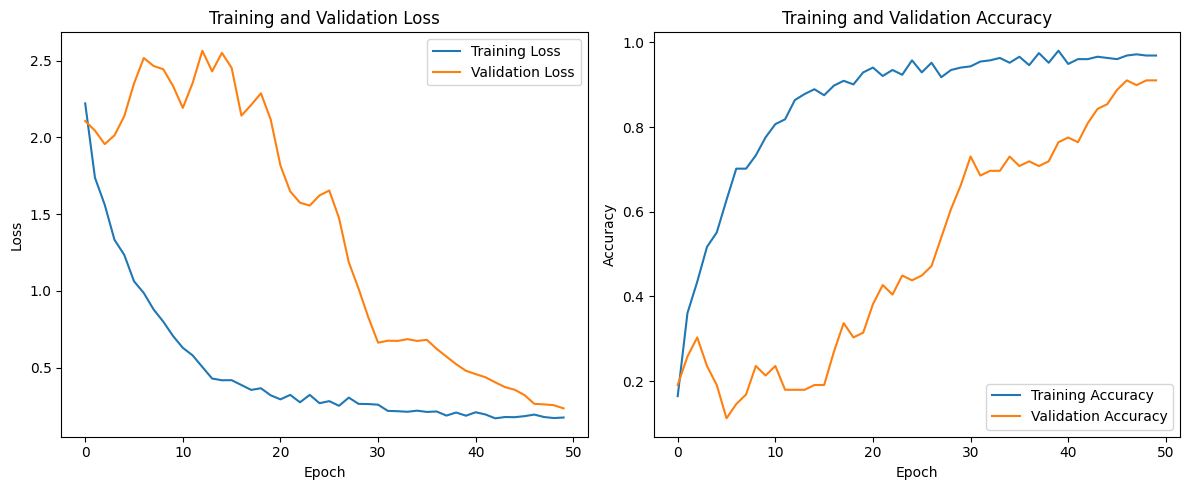 Training and Validation Loss
Training Loss
Validation Loss
2.5
2.0
1.5
1.0
0.5
Loss
0 10 20 30 40 50
Epoch
Training and Validation Accuracy
1.0
0.8
0.6
0.4
0.2
Accuracy
Training Accuracy
Validation Accuracy
0 10 20 30 40 50
Epoch